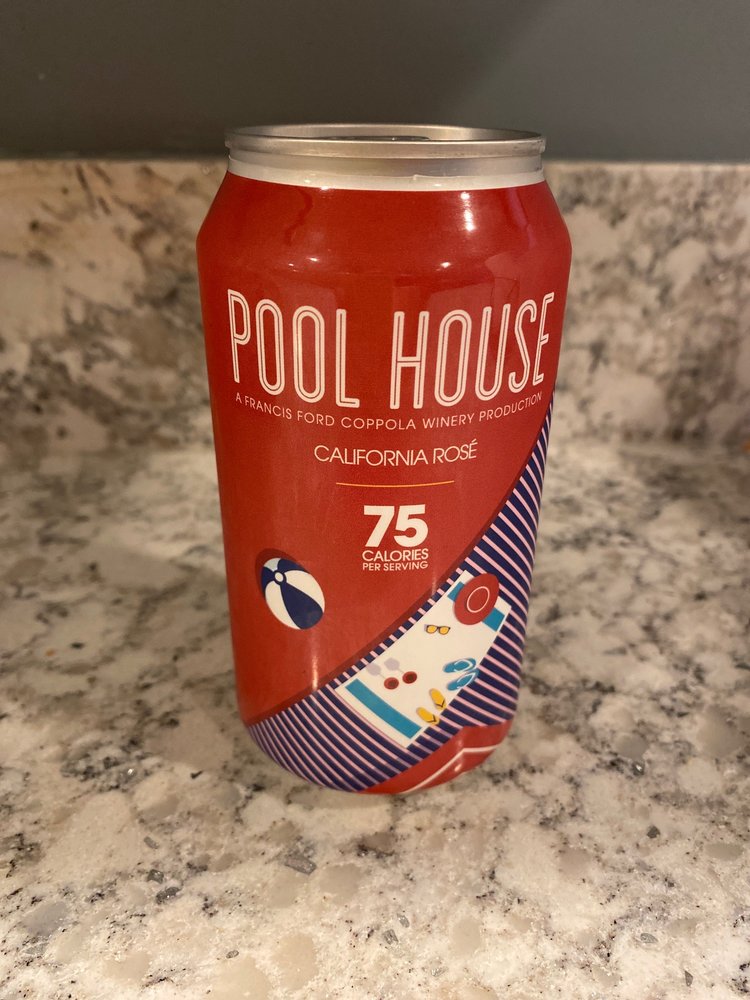 POOL HOUSE
A FRANCIS FORD COPPOLA WINERY PRODUCTION
CALIFORNIA ROSÉ
75
CALORIES
PER SERVING